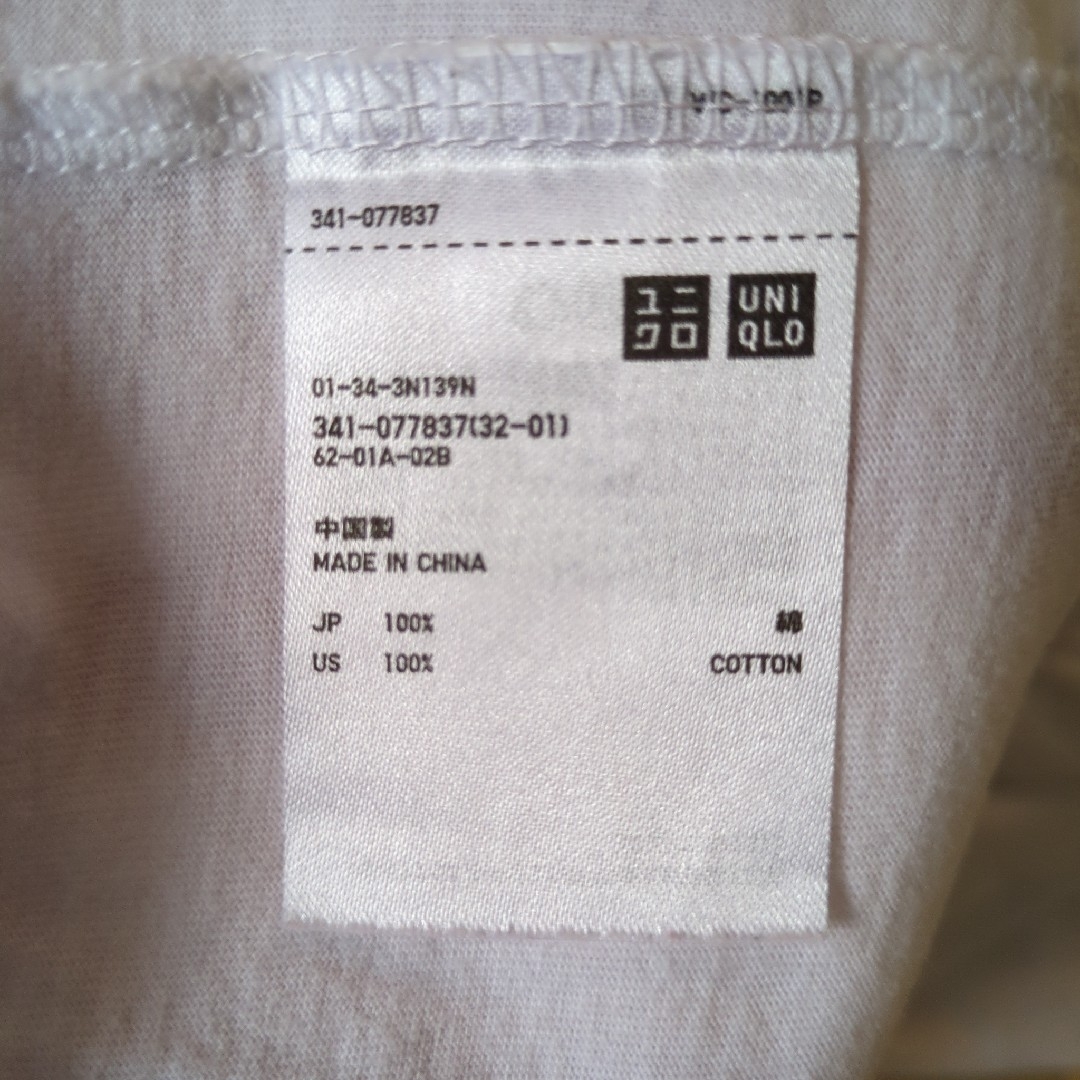 341-077837
ユニ UNI
クロ QLO
01-34-3N139N
341-077837(32-01)
62-01A-02B
中国製
MADE IN CHINA
JP 100% 綿
US 100% COTTON